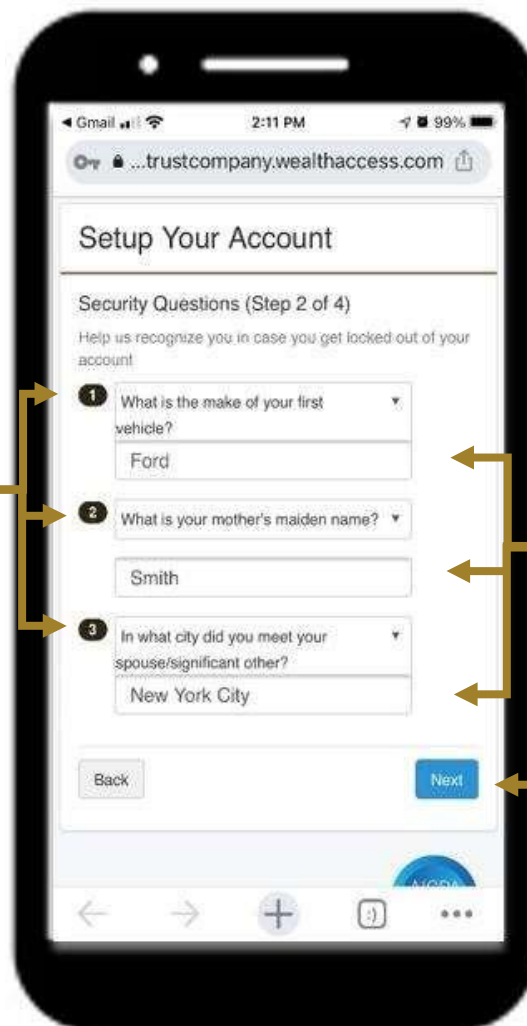 Gmail
2:11 PM
99%
...trustcompany.wealthaccess.com
Setup Your Account
Security Questions (Step 2 of 4)
Help us recognize you in case you get locked out of your
account
1
What is the make of your first
vehicle?
Ford
2
What is your mother's maiden name?
Smith
3
In what city did you meet your
spouse/significant other?
New York City
Back
Next
:)